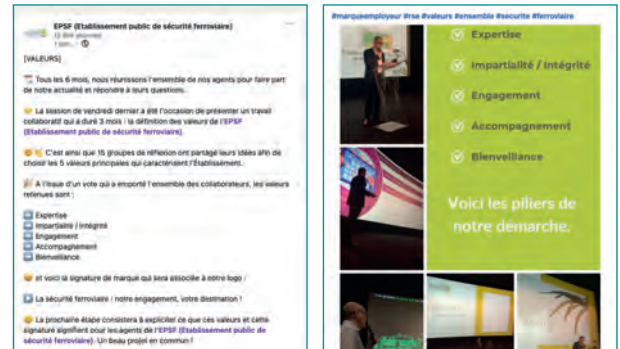 EPSF (Etablissement public de sécurité ferroviaire)
[VALEURS]
Tous les 6 mois, nous réunissons l'ensemble de nos agents pour faire part
de notre actualité et répondre à leurs questions.
La session de vendredi dernier a été l'occasion de présenter un travail
collaboratif qui a duré 3 mois : la définition des valeurs de l'EPSF
(Etablissement public de sécurité ferroviaire).
C'est ainsi que 15 groupes de réflexion ont partagé leurs idées afin de
choisir les 5 valeurs principales qui caractérisent l'Établissement.
À l'issue d'un vote qui a emporté l'ensemble des collaborateurs, les valeurs
retenues sont :
Expertise
Impartialité / Intégrité
Engagement
Accompagnement
Bienveillance
et voici la signature de marque qui sera associée à notre logo :
La sécurité ferroviaire : notre engagement, votre destination !
La prochaine étape consistera à expliciter ce que ces valeurs et cette
signature signifient pour les agents de l'EPSF (Etablissement public de
sécurité ferroviaire). Un beau projet en commun !
#marqueemployeur #rse #valeurs #ensemble #securite #ferroviaire
Expertise
Impartialité / Intégrité
Engagement
Accompagnement
Bienveillance
Voici les piliers de
notre démarche.